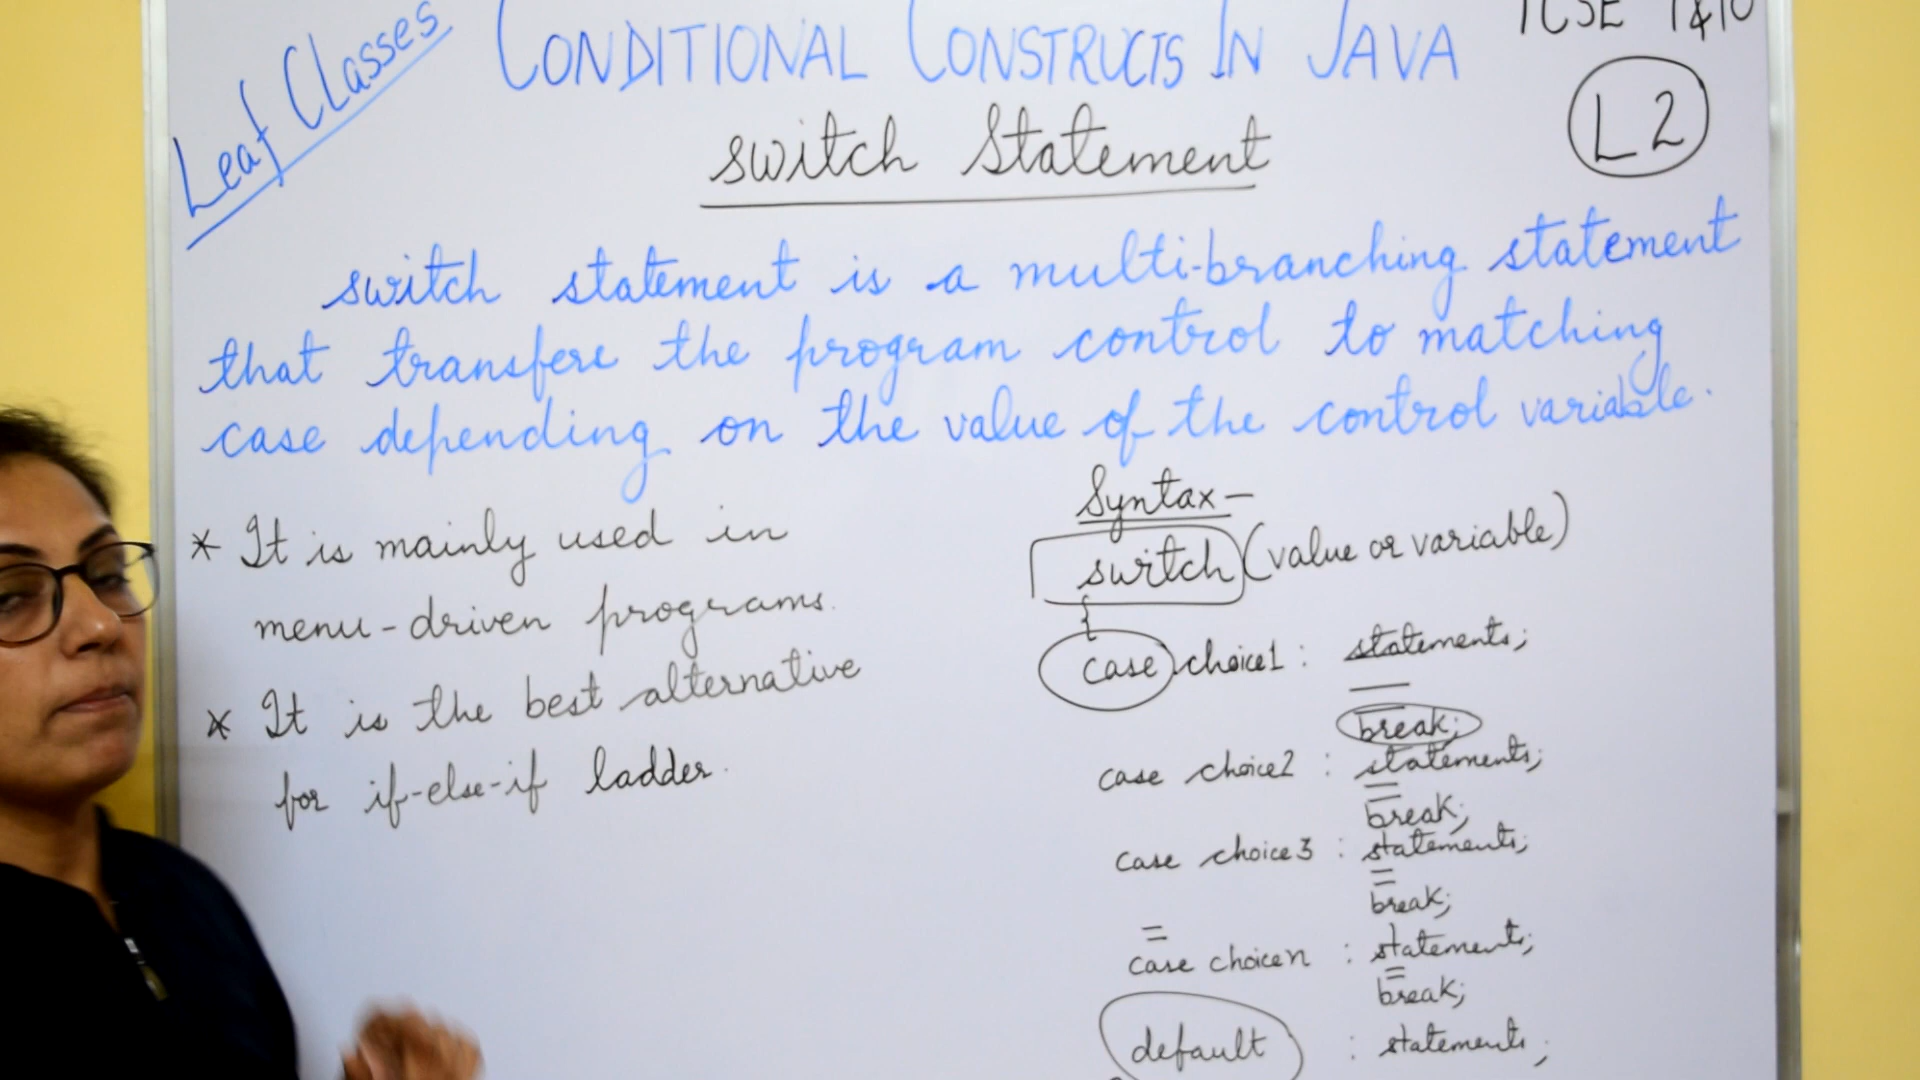 Leaf Classes
CONDITIONAL CONSTRUCTS IN JAVA
ICSE 9&10
L2
switch Statement
switch statement is a multi-branching statement
that transfers the program control to matching
case depending on the value of the control variable.
* It is mainly used in
menu-driven programs.
* It is the best alternative
for if-else-if ladder.
Syntax-
switch (value or variable)
{
case choice1 : statements;
break;
case choice2 : statements;
break;
case choice3 : statements;
break;
case choicen : statements;
break;
default : statements;